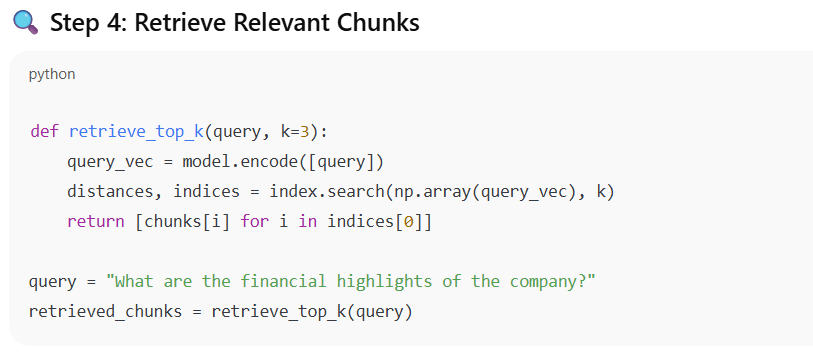 🔍 Step 4: Retrieve Relevant Chunks
python
def retrieve_top_k(query, k=3):
    query_vec = model.encode([query])
    distances, indices = index.search(np.array(query_vec), k)
    return [chunks[i] for i in indices[0]]
query = "What are the financial highlights of the company?"
retrieved_chunks = retrieve_top_k(query)